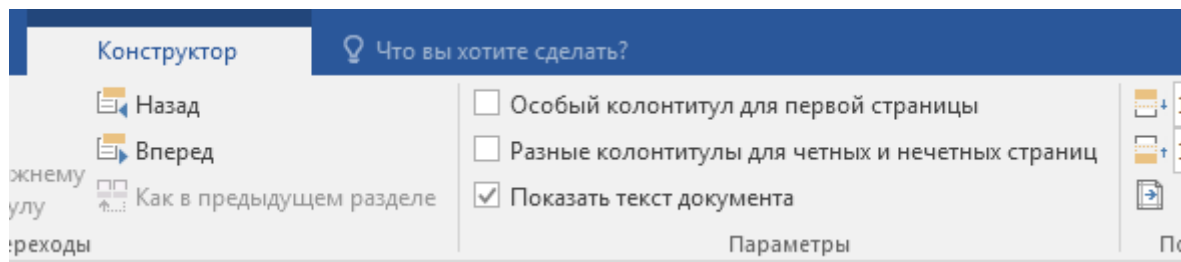 Конструктор
Что вы хотите сделать?
Назад
Вперед
Как в предыдущем разделе
Особый колонтитул для первой страницы
Разные колонтитулы для четных и нечетных страниц
Показать текст документа
Параметры